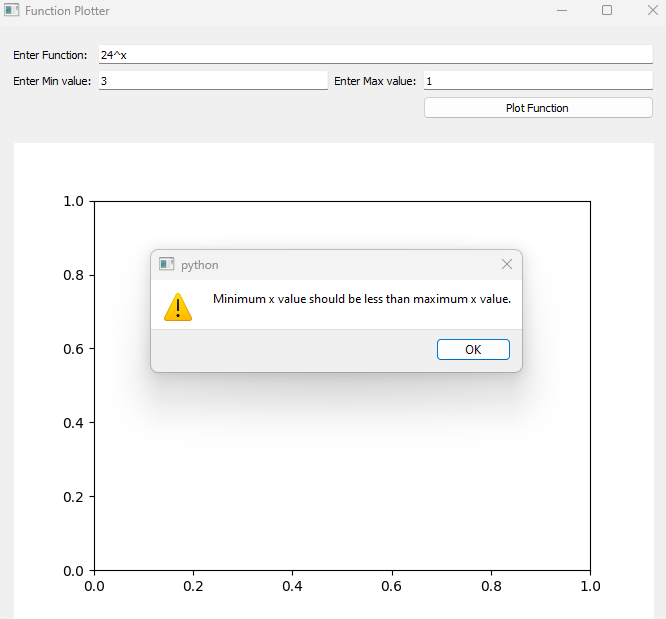 Function Plotter
Enter Function: 24^x
Enter Min value: 3 Enter Max value: 1
Plot Function
1.0
python
0.8
Minimum x value should be less than maximum x value.
OK
0.6
0.4
0.2
0.0
0.0 0.2 0.4 0.6 0.8 1.0